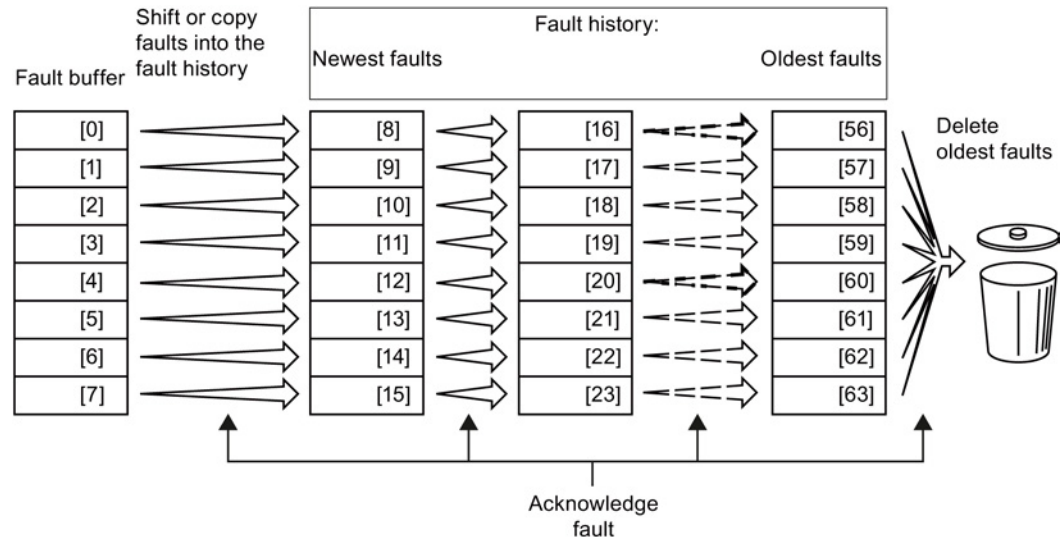 Shift or copy
faults into the
fault history
Fault history:
Fault buffer
Newest faults
Oldest faults
[0] [8] [16] [56]
[1] [9] [17] [57]
[2] [10] [18] [58]
[3] [11] [19] [59]
[4] [12] [20] [60]
[5] [13] [21] [61]
[6] [14] [22] [62]
[7] [15] [23] [63]
Delete
oldest faults
Acknowledge
fault